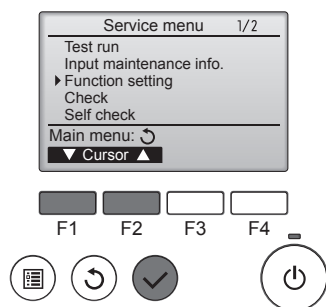 Service menu 1/2
Test run
Input maintenance info.
Function setting
Check
Self check
Main menu:
▼ Cursor ▲
F1 F2 F3 F4